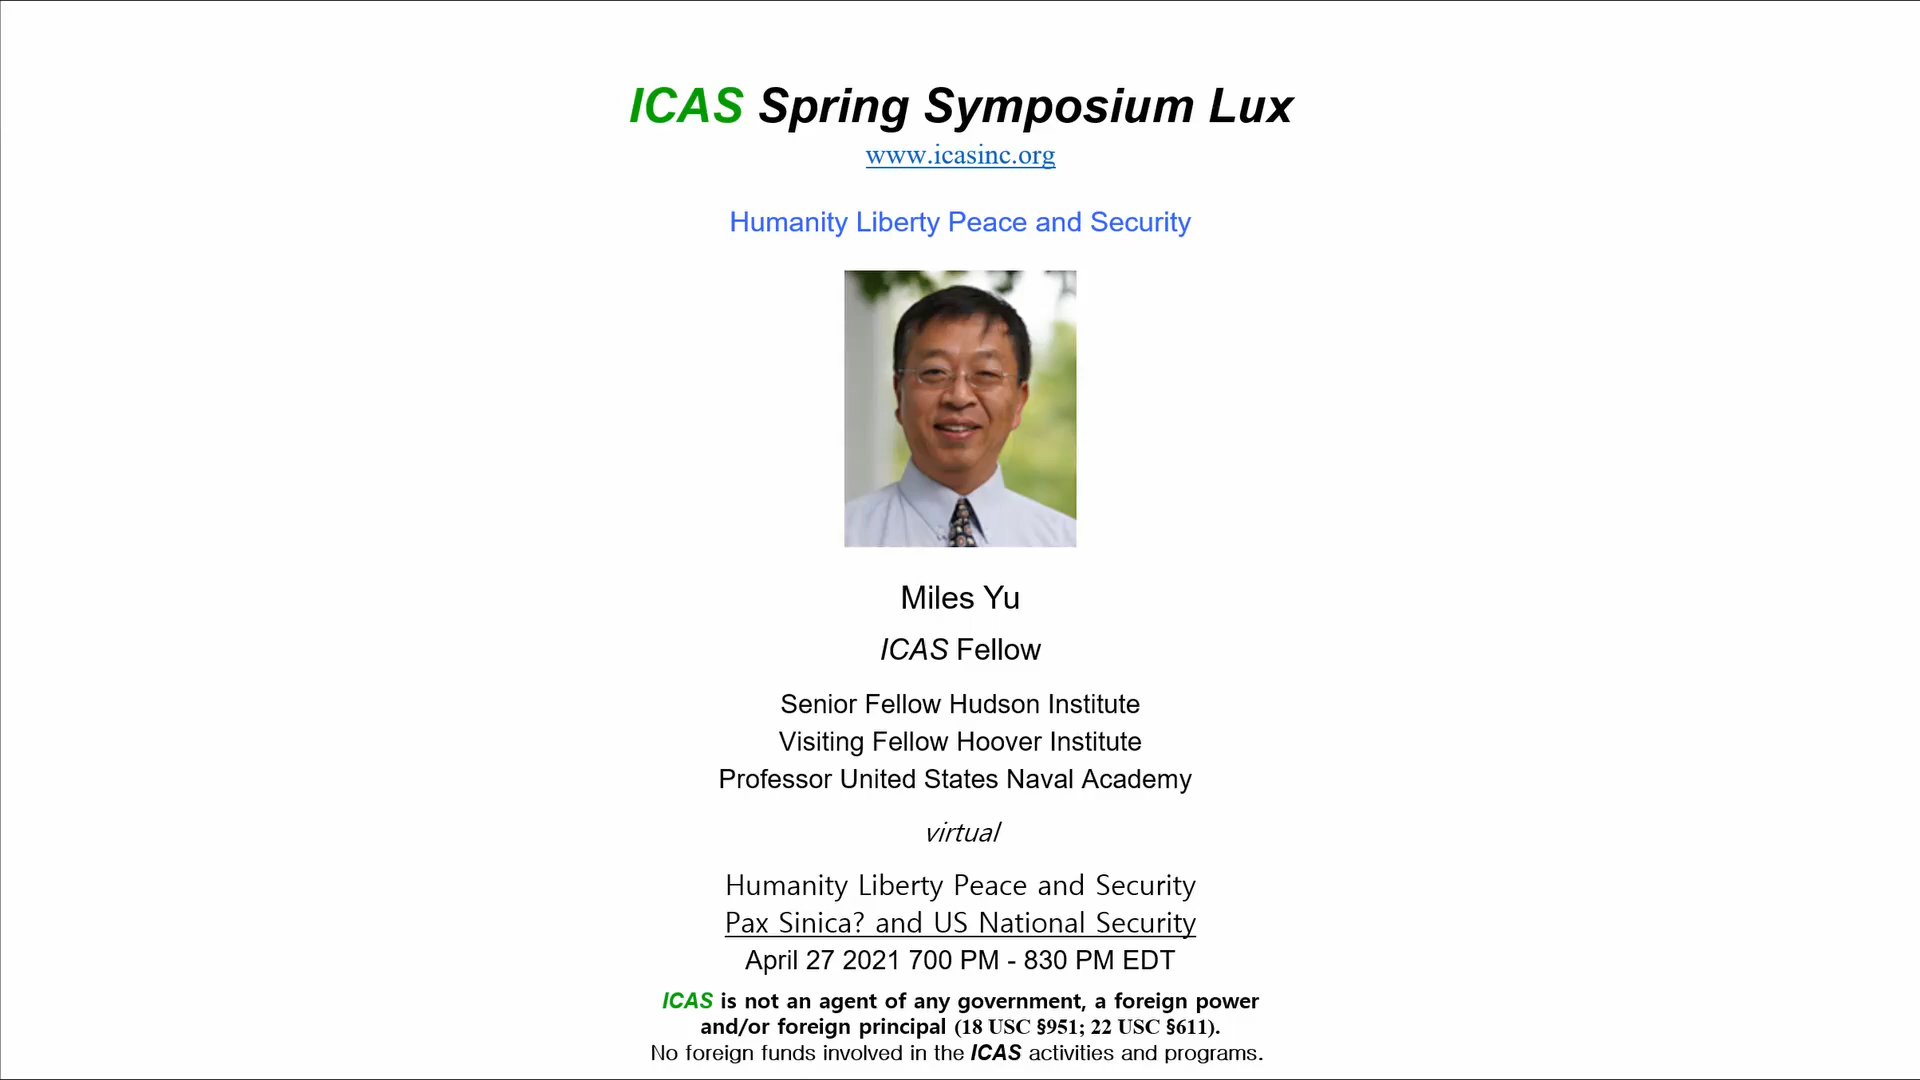 ICAS Spring Symposium Lux
www.icasinc.org
Humanity Liberty Peace and Security
Miles Yu
ICAS Fellow
Senior Fellow Hudson Institute
Visiting Fellow Hoover Institute
Professor United States Naval Academy
virtual
Humanity Liberty Peace and Security
Pax Sinica? and US National Security
April 27 2021 700 PM - 830 PM EDT
ICAS is not an agent of any government, a foreign power
and/or foreign principal (18 USC §951; 22 USC §611).
No foreign funds involved in the ICAS activities and programs.